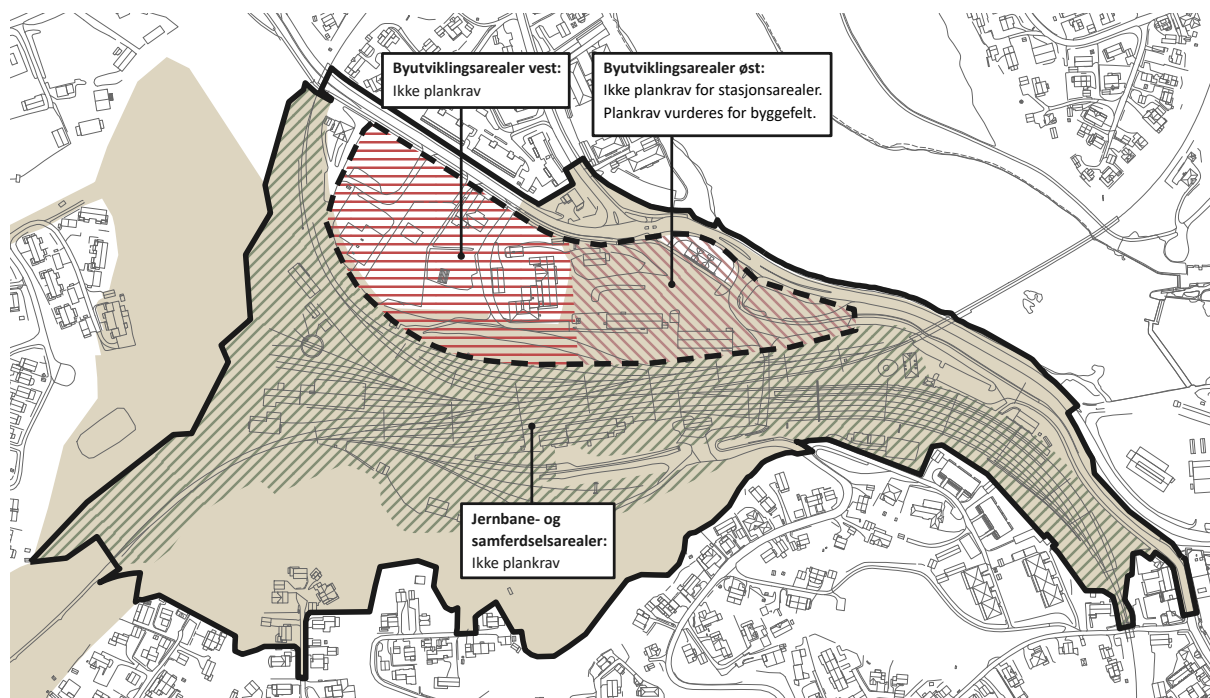 Byutviklingsarealer vest:
Ikke plankrav
Byutviklingsarealer øst:
Ikke plankrav for stasjonsarealer.
Plankrav vurderes for byggefelt.
Jernbane- og
samferdselsarealer:
Ikke plankrav